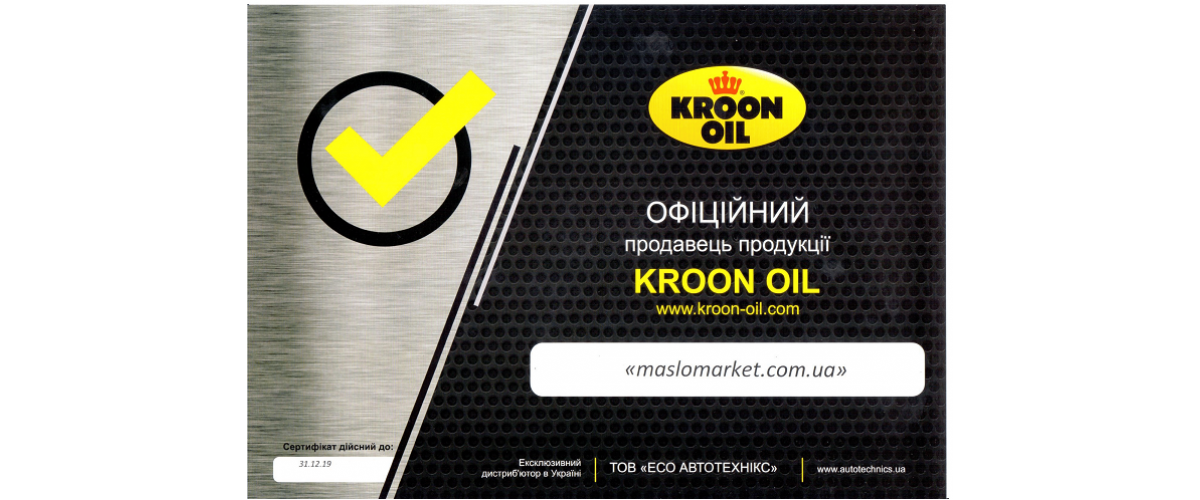 KROON
OIL
ОФІЦІЙНИЙ
продавець продукції
KROON OIL
www.kroon-oil.com
«maslomarket.com.ua»
Сертифікат дійсний до:
31.12.19
Ексклюзивний
дистриб'ютор в Україні
ТОВ «ЕСО АВТОТЕХНІКС»
www.autotechnics.ua